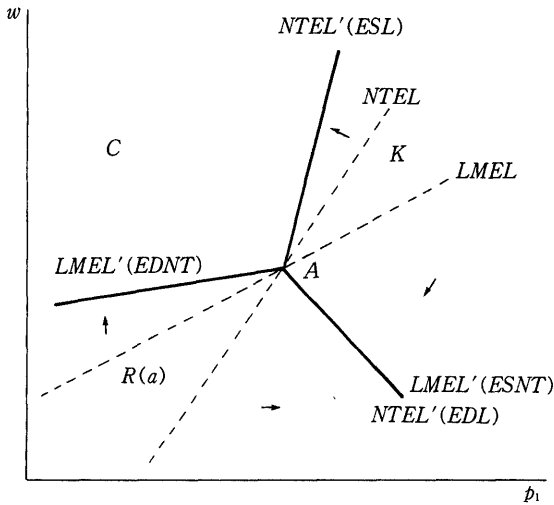 w
NTEL′(ESL)
NTEL
C
K
LMEL
LMEL′(EDNT)
A
R(a)
LMEL′(ESNT)
NTEL′(EDL)
p₁